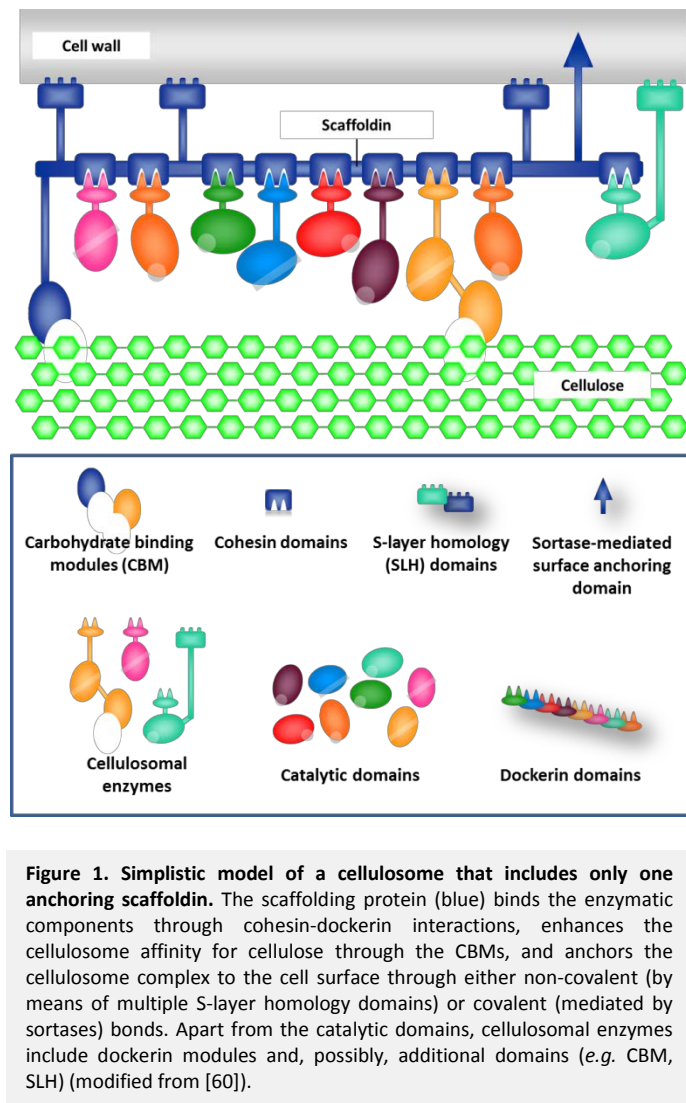 Cell wall
Scaffoldin
Cellulose
Carbohydrate binding
modules (CBM)
Cohesin domains
S-layer homology
(SLH) domains
Sortase-mediated
surface anchoring
domain
Cellulosomal
enzymes
Catalytic domains
Dockerin domains
Figure 1. Simplistic model of a cellulosome that includes only one
anchoring scaffoldin. The scaffolding protein (blue) binds the enzymatic
components through cohesin-dockerin interactions, enhances the
cellulosome affinity for cellulose through the CBMs, and anchors the
cellulosome complex to the cell surface through either non-covalent (by
means of multiple S-layer homology domains) or covalent (mediated by
sortases) bonds. Apart from the catalytic domains, cellulosomal enzymes
include dockerin modules and, possibly, additional domains (e.g. CBM,
SLH) (modified from [60]).